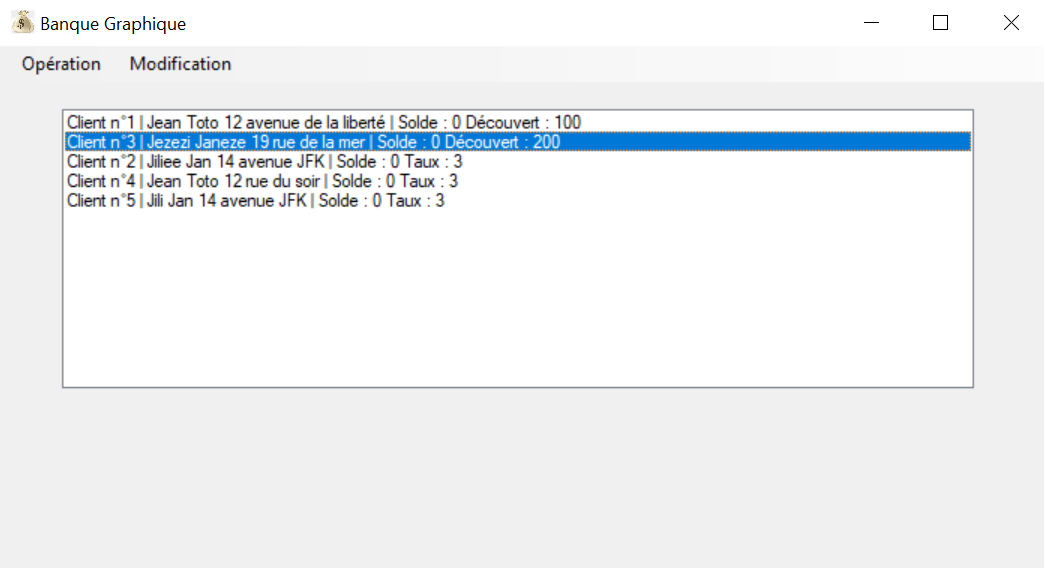 Banque Graphique
Opération Modification
Client n°1 | Jean Toto 12 avenue de la liberté | Solde : 0 Découvert : 100
Client n°3 | Jezezi Janeze 19 rue de la mer | Solde : 0 Découvert : 200
Client n°2 | Jiliee Jan 14 avenue JFK | Solde : 0 Taux : 3
Client n°4 | Jean Toto 12 rue du soir | Solde : 0 Taux : 3
Client n°5 | Jili Jan 14 avenue JFK | Solde : 0 Taux : 3